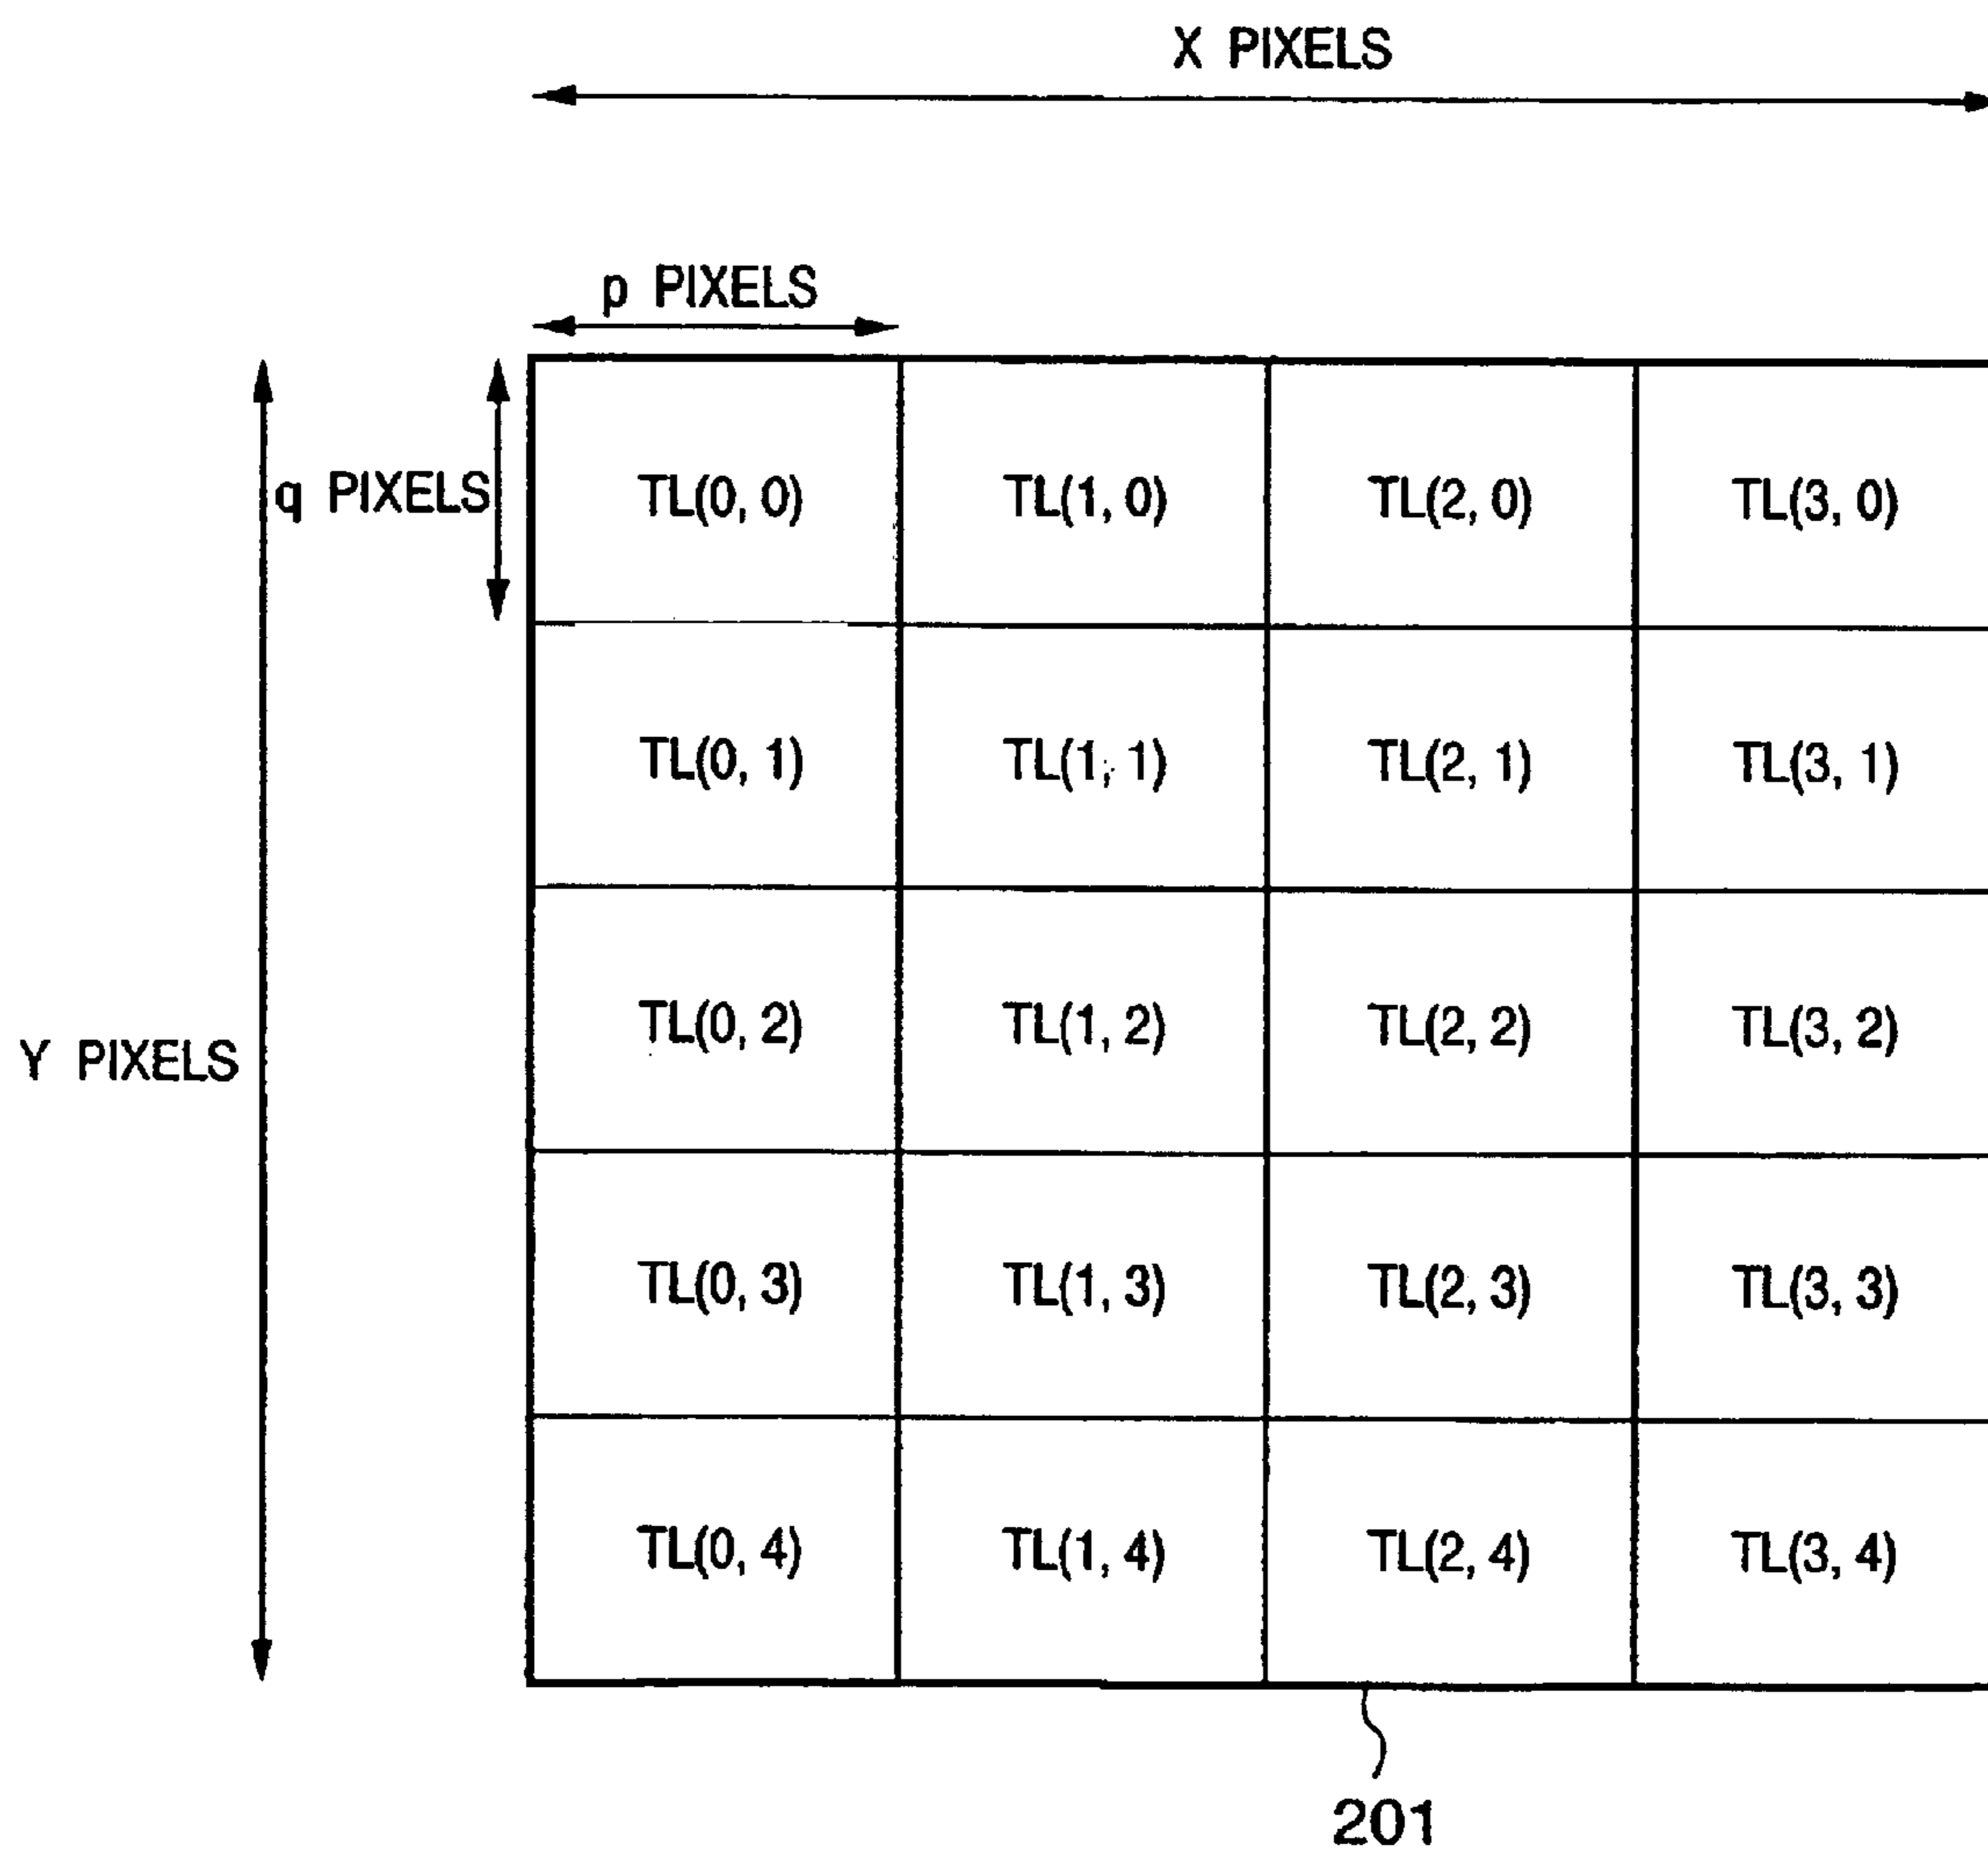 X PIXELS
p PIXELS
q PIXELS
TL(0, 0) TL(1, 0) TL(2, 0) TL(3, 0)
TL(0, 1) TL(1, 1) TL(2, 1) TL(3, 1)
Y PIXELS
TL(0, 2) TL(1, 2) TL(2, 2) TL(3, 2)
TL(0, 3) TL(1, 3) TL(2, 3) TL(3, 3)
TL(0, 4) TL(1, 4) TL(2, 4) TL(3, 4)
201